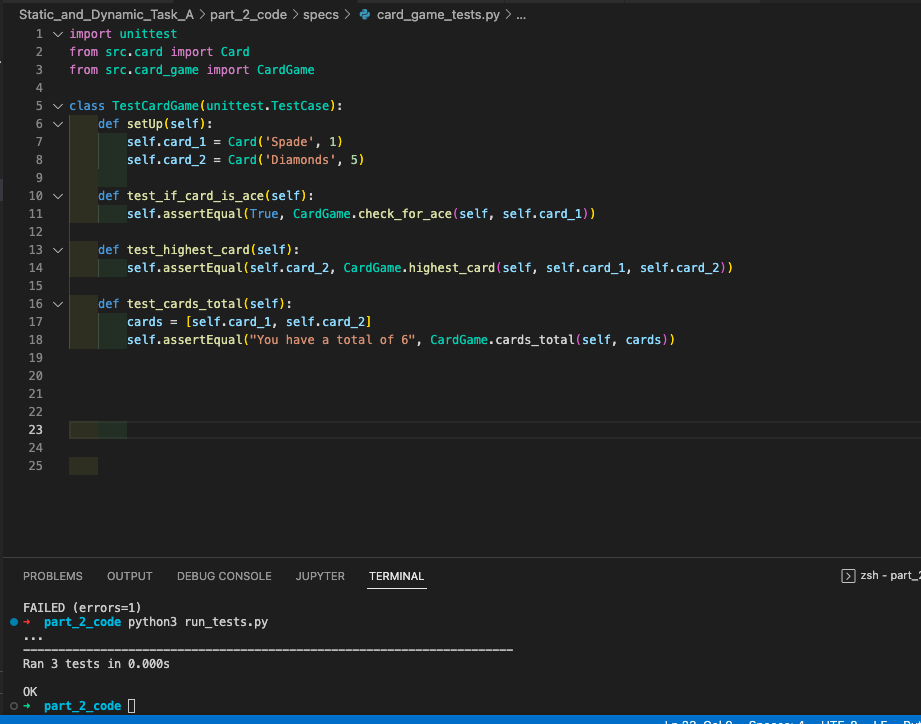 Static_and_Dynamic_Task_A > part_2_code > specs > card_game_tests.py > ...
1 import unittest
2 from src.card import Card
3 from src.card_game import CardGame
4
5 class TestCardGame(unittest.TestCase):
6 def setUp(self):
7 self.card_1 = Card('Spade', 1)
8 self.card_2 = Card('Diamonds', 5)
9
10 def test_if_card_is_ace(self):
11 self.assertEqual(True, CardGame.check_for_ace(self, self.card_1))
12
13 def test_highest_card(self):
14 self.assertEqual(self.card_2, CardGame.highest_card(self, self.card_1, self.card_2))
15
16 def test_cards_total(self):
17 cards = [self.card_1, self.card_2]
18 self.assertEqual("You have a total of 6", CardGame.cards_total(self, cards))
19
20
21
22
23
24
25
PROBLEMS OUTPUT DEBUG CONSOLE JUPYTER TERMINAL zsh - part_2
FAILED (errors=1)
→ part_2_code python3 run_tests.py
...
----------------------------------------------------------------------
Ran 3 tests in 0.000s
OK
→ part_2_code